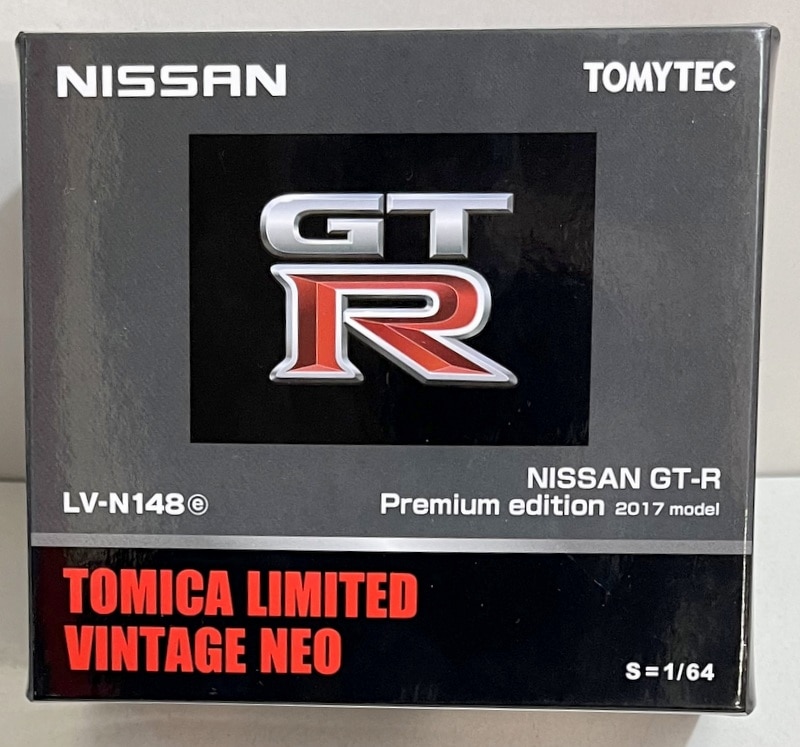 NISSAN
TOMYTEC
GT
R
NISSAN GT-R
LV-N148ⓔ
Premium edition 2017 model
TOMICA LIMITED
VINTAGE NEO
S=1/64